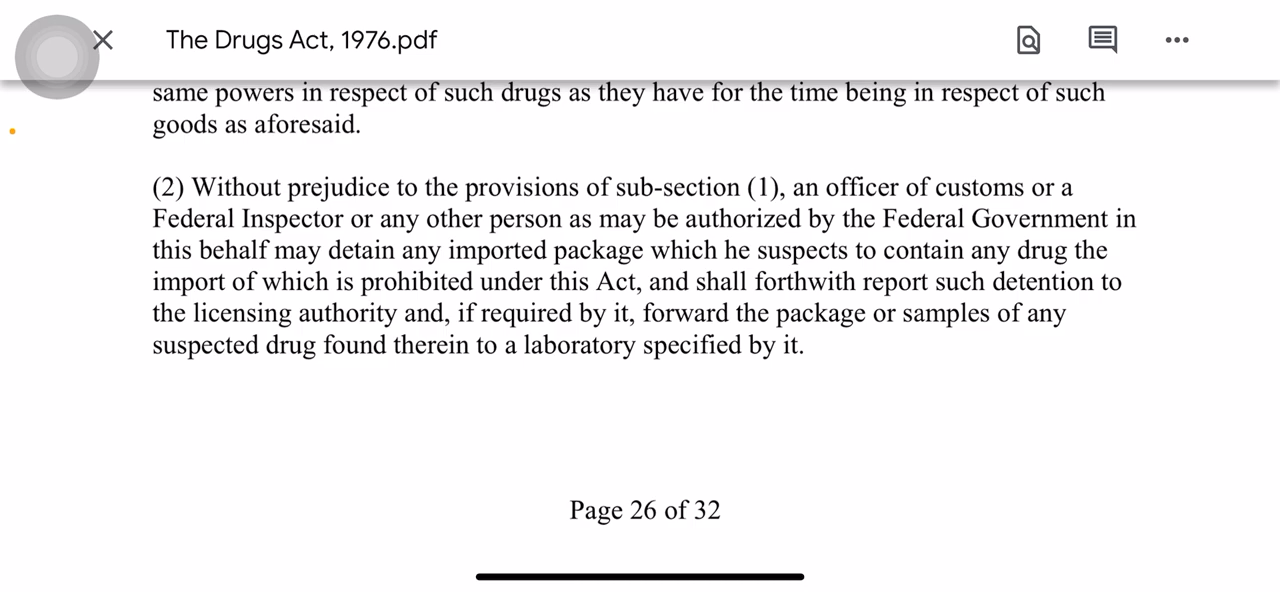 The Drugs Act, 1976.pdf
same powers in respect of such drugs as they have for the time being in respect of such
goods as aforesaid.
(2) Without prejudice to the provisions of sub-section (1), an officer of customs or a
Federal Inspector or any other person as may be authorized by the Federal Government in
this behalf may detain any imported package which he suspects to contain any drug the
import of which is prohibited under this Act, and shall forthwith report such detention to
the licensing authority and, if required by it, forward the package or samples of any
suspected drug found therein to a laboratory specified by it.
Page 26 of 32